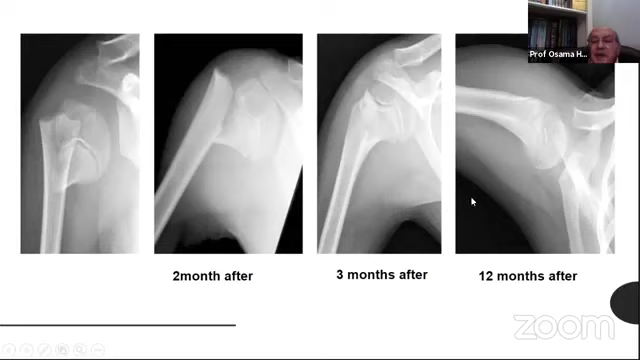 Prof Osama H...
2month after
3 months after
12 months after
zoom